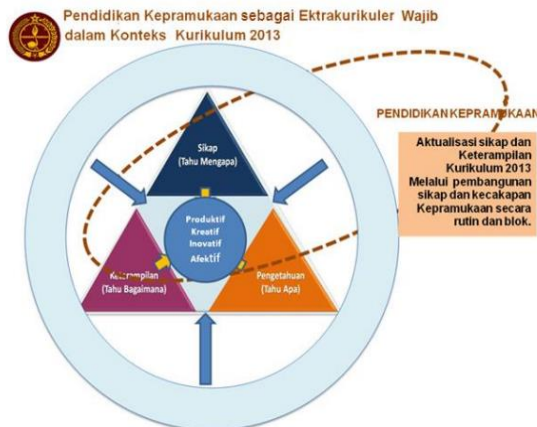 Pendidikan Kepramukaan sebagai Ektrakurikuler Wajib
dalam Konteks Kurikulum 2013
PENDIDIKAN KEPRAMUKAAN
Aktualisasi sikap dan
Keterampilan
Kurikulum 2013
Melalui pembangunan
sikap dan kecakapan
Kepramukaan secara
rutin dan blok.
Sikap
(Tahu Mengapa)
Produktif
Kreatif
Inovatif
Afektif
Keterampilan
(Tahu Bagaimana)
Pengetahuan
(Tahu Apa)